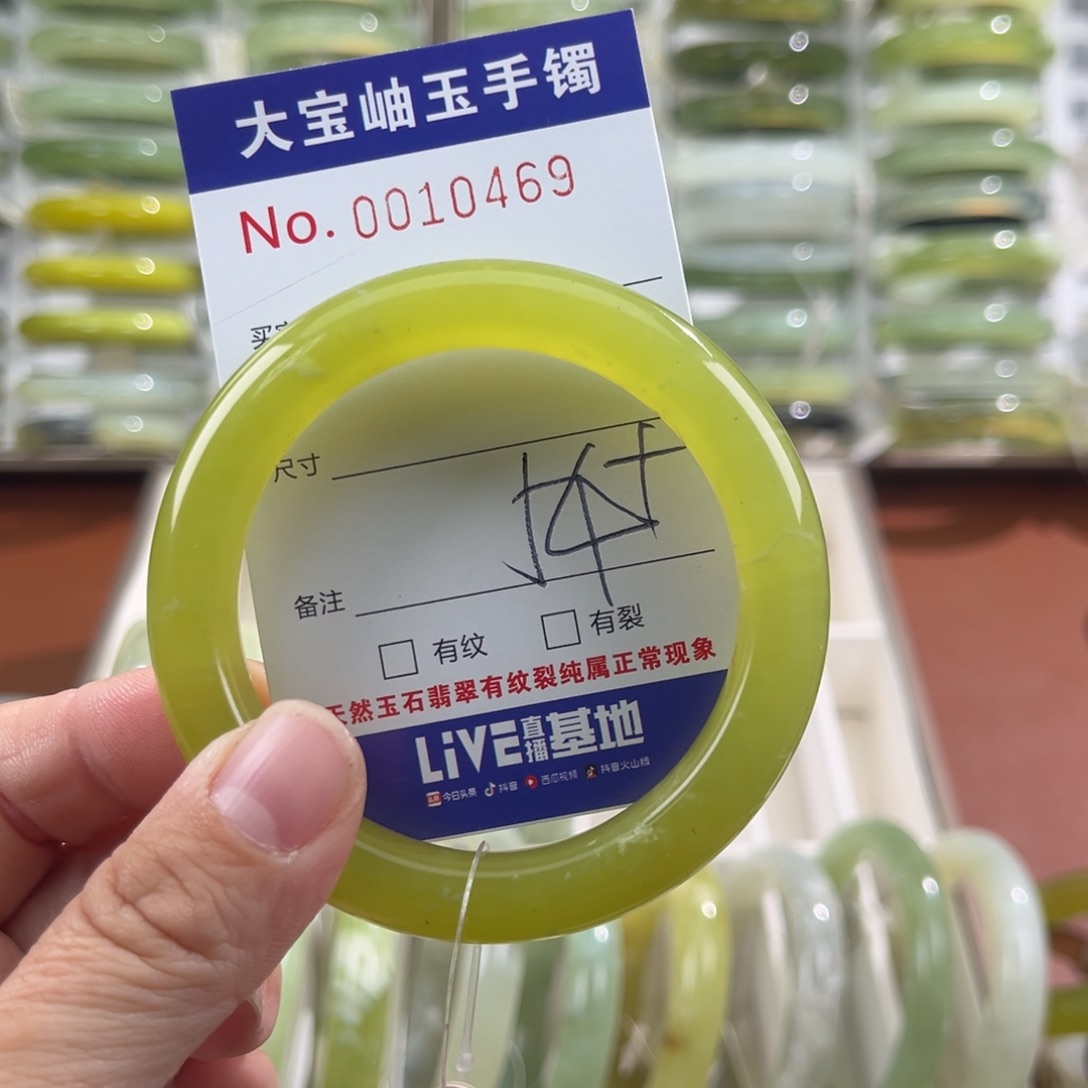 大宝岫玉手镯
No. 0010469
尺寸
备注
有纹 有裂
天然玉石翡翠有纹裂纯属正常现象
LiVE直播基地
今日头条 抖音 西瓜视频 抖音火山版